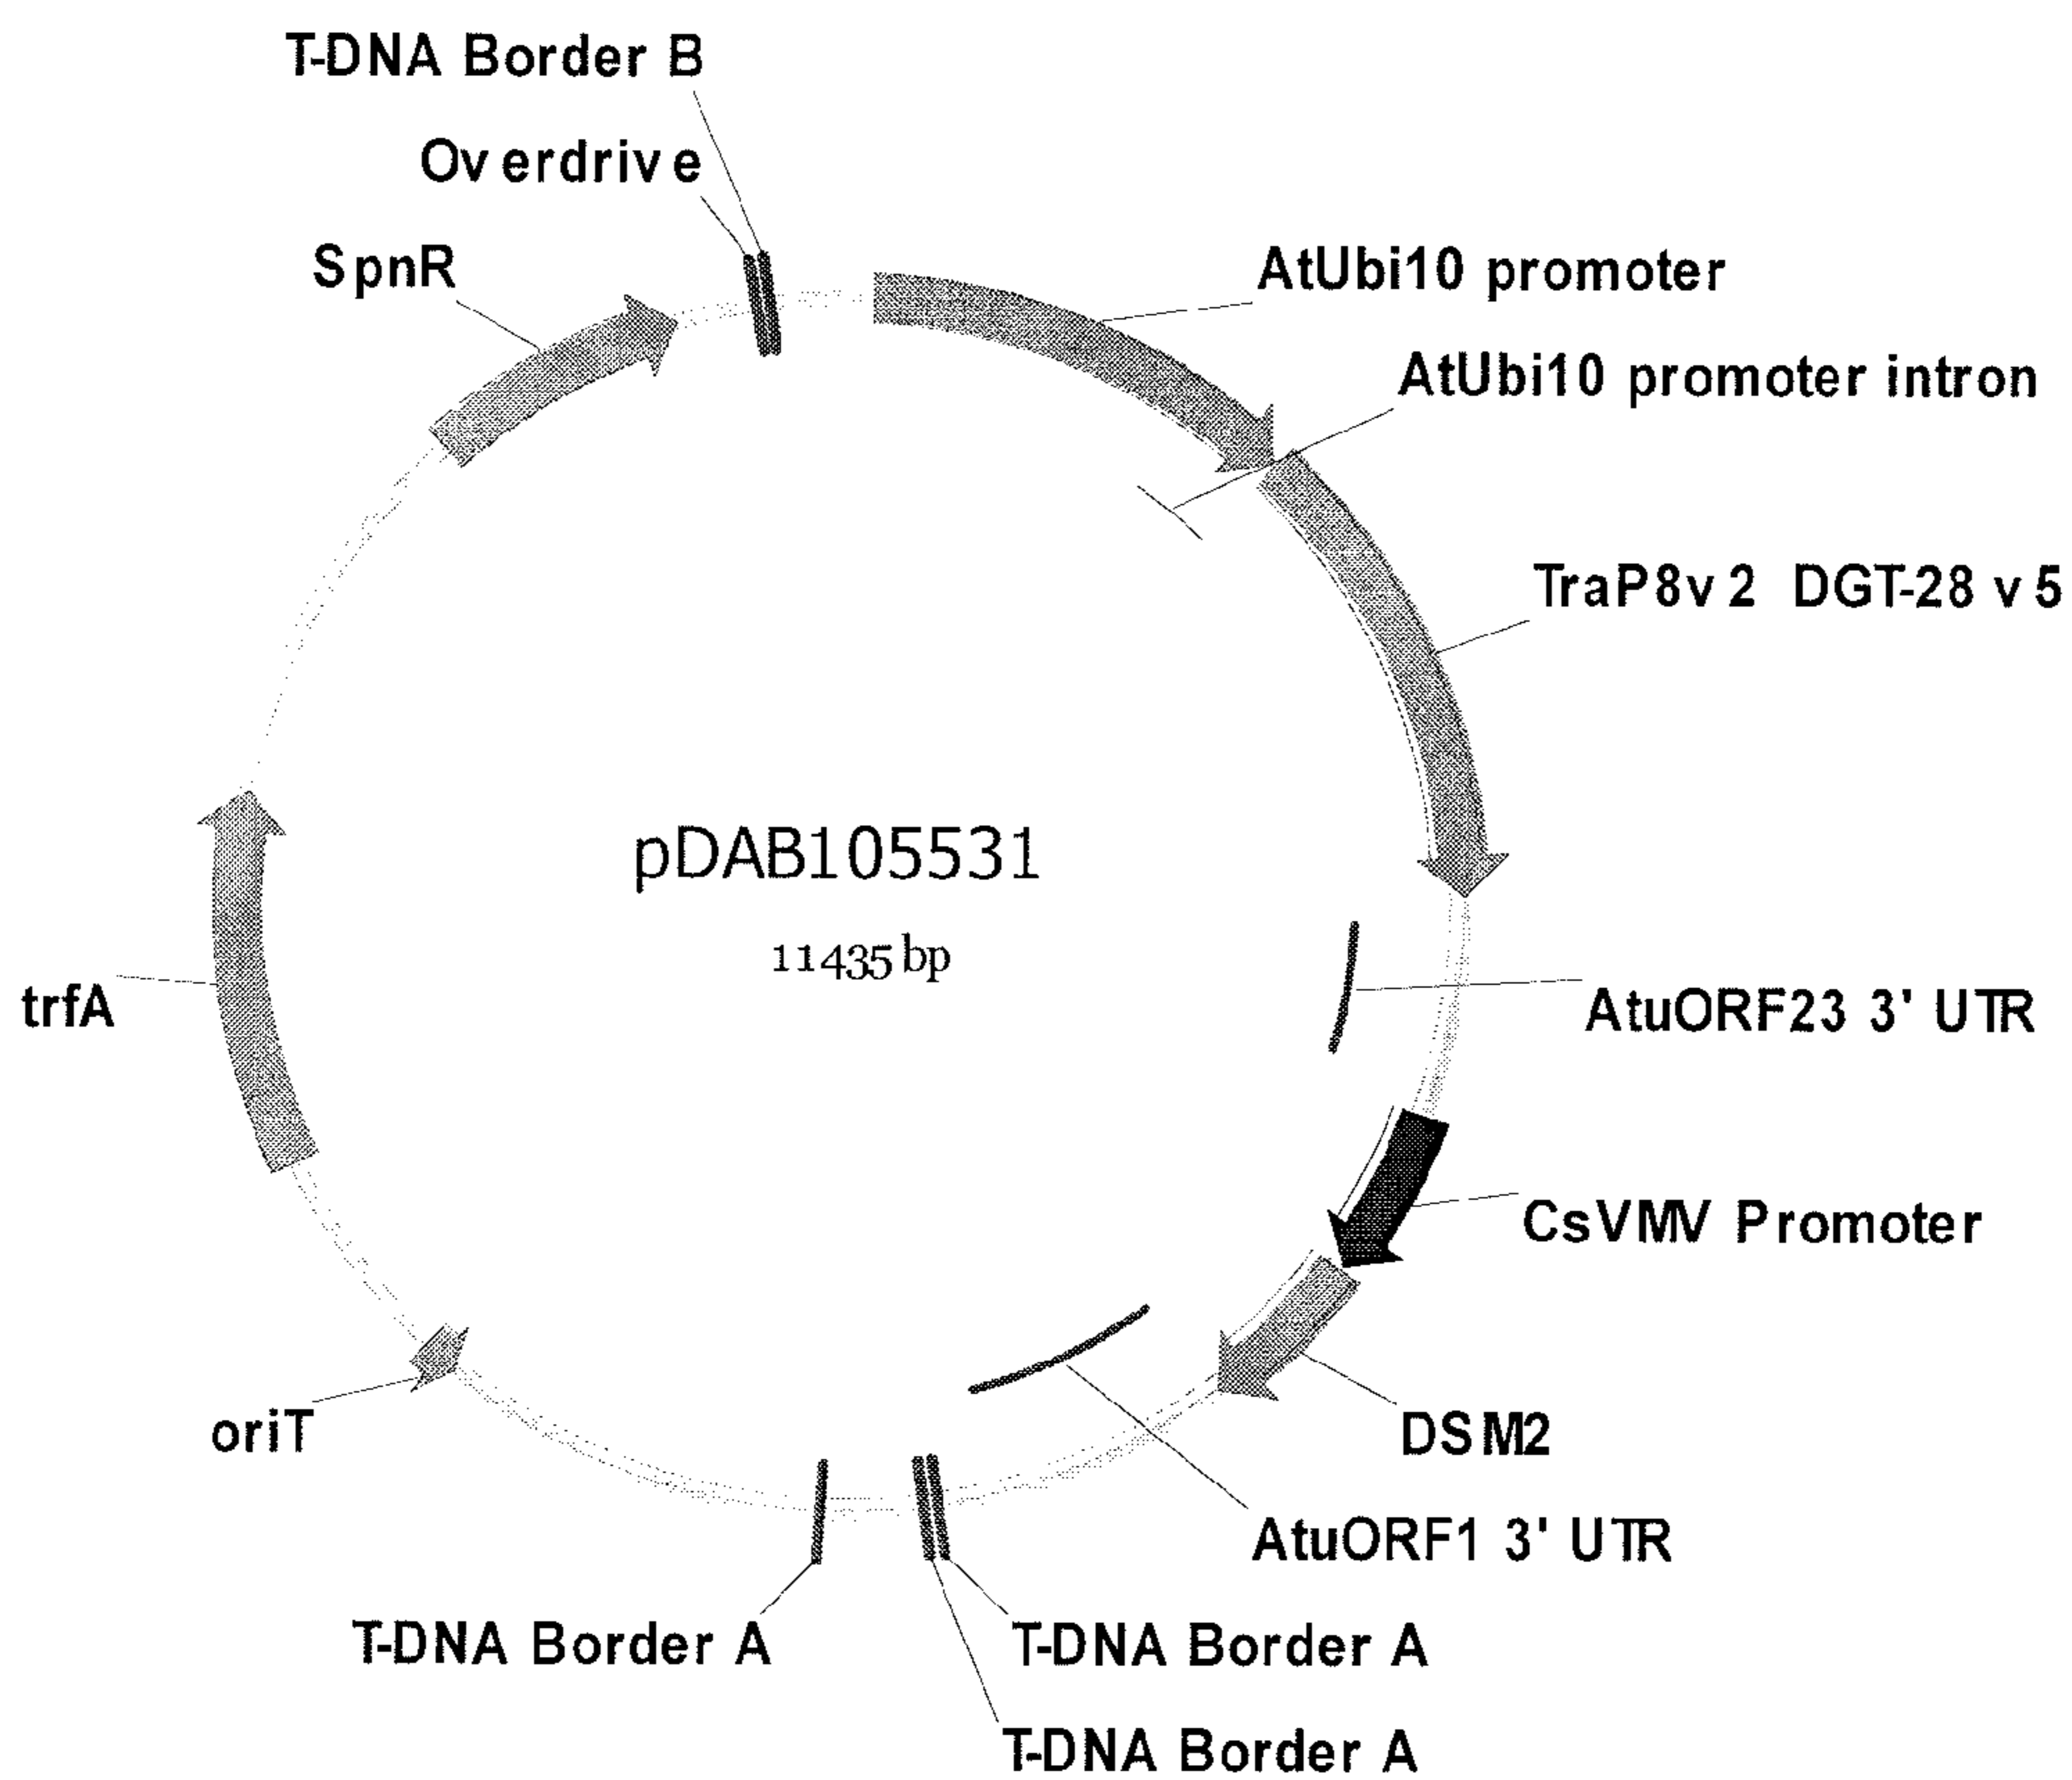 T-DNA Border B
Overdrive
SpnR
AtUbi10 promoter
AtUbi10 promoter intron
TraP8v2 DGT-28 v5
pDAB105531
11435 bp
trfA
AtuORF23 3' UTR
CsVMV Promoter
oriT
DSM2
AtuORF1 3' UTR
T-DNA Border A
T-DNA Border A
T-DNA Border A